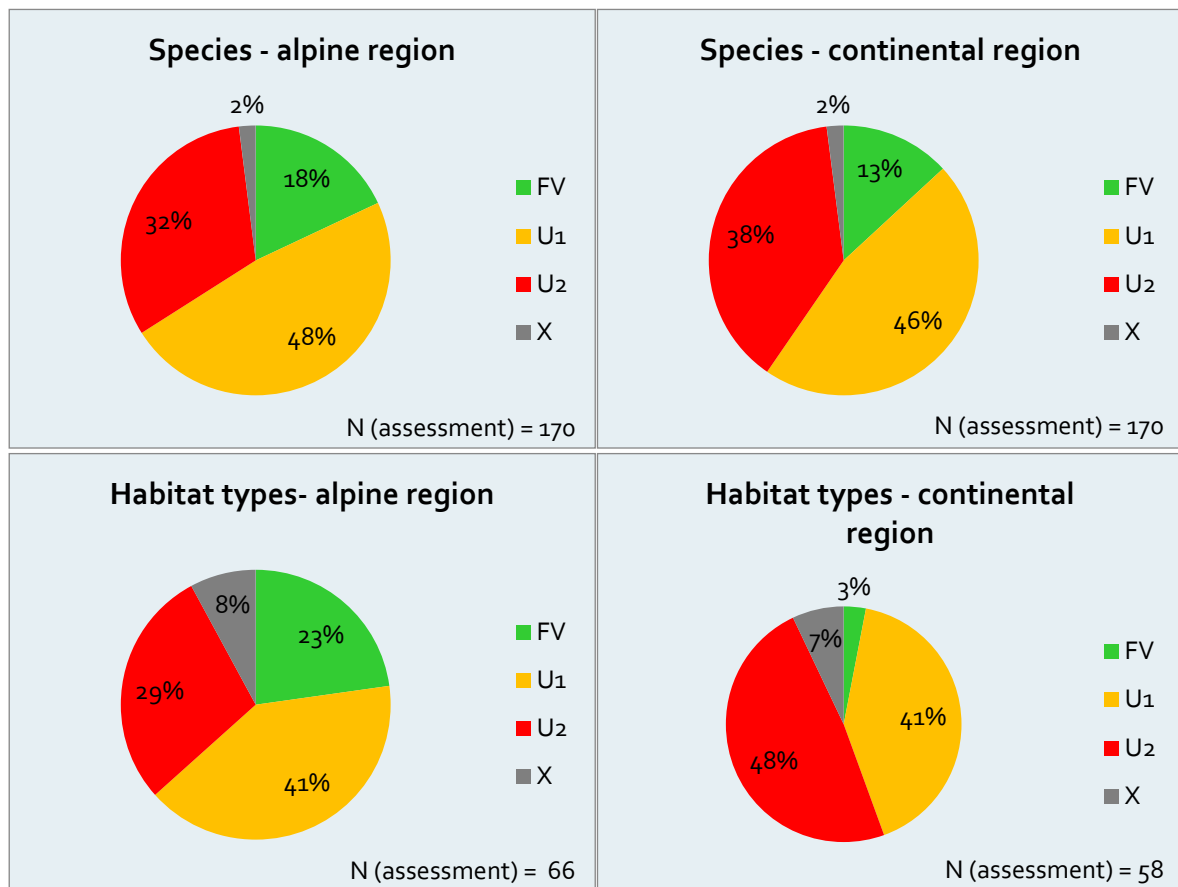 Species - alpine region
2%
18%
32%
48%
FV
U1
U2
X
N (assessment) = 170
Species - continental region
2%
13%
38%
46%
FV
U1
U2
X
N (assessment) = 170
Habitat types- alpine region
8%
23%
29%
41%
FV
U1
U2
X
N (assessment) = 66
Habitat types - continental
region
3%
7%
41%
48%
FV
U1
U2
X
N (assessment) = 58